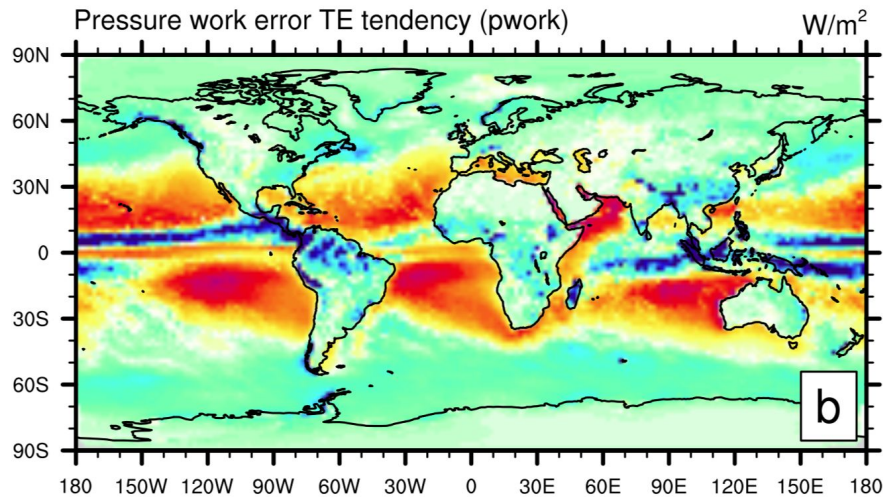 Pressure work error TE tendency (pwork) W/m²
90N
60N
30N
0
30S
60S
90S
b
180 150W 120W 90W 60W 30W 0 30E 60E 90E 120E 150E 180